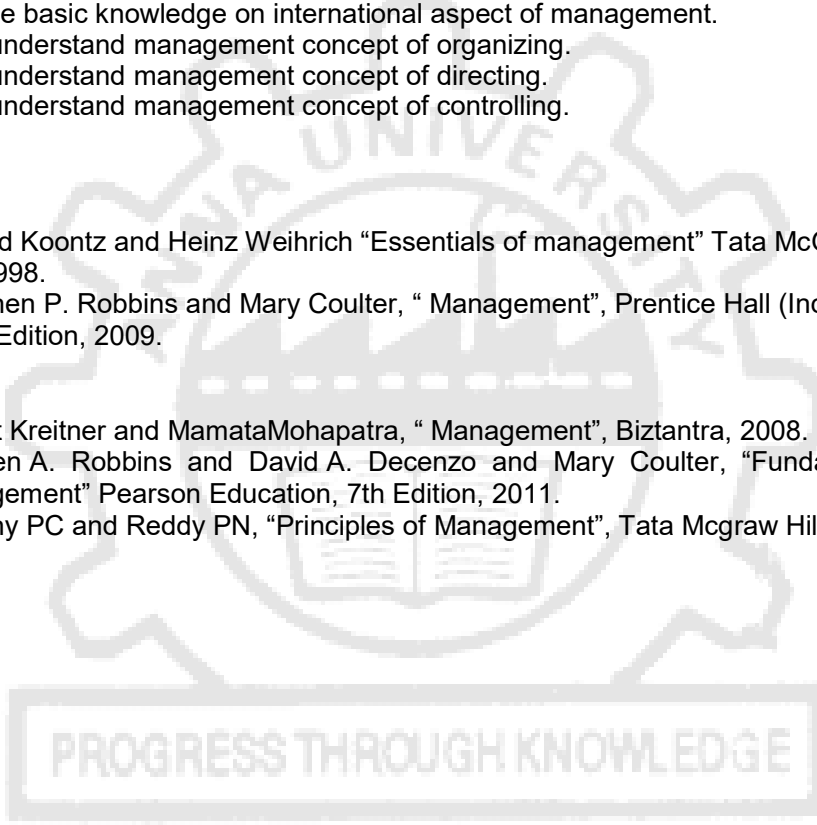 e basic knowledge on international aspect of management.
understand management concept of organizing.
understand management concept of directing.
understand management concept of controlling.
ANNA UNIVERSITY
d Koontz and Heinz Weihrich “Essentials of management” Tata McG
998.
hen P. Robbins and Mary Coulter, “ Management”, Prentice Hall (Ind
Edition, 2009.
t Kreitner and MamataMohapatra, “ Management”, Biztantra, 2008.
en A. Robbins and David A. Decenzo and Mary Coulter, “Funda
gement” Pearson Education, 7th Edition, 2011.
hy PC and Reddy PN, “Principles of Management”, Tata Mcgraw Hil
PROGRESS THROUGH KNOWLEDGE